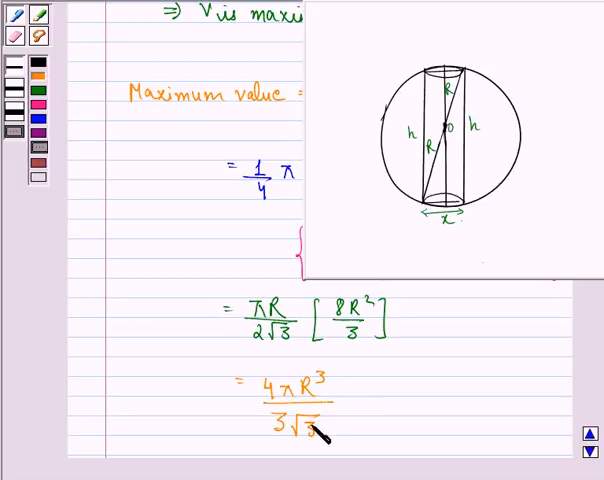 ⇒ V is maxi
Maximum value =
= 1/4 π
= πR/2√3 [8R²/3]
= 4πR³/3√3
R
O
h h
R
x